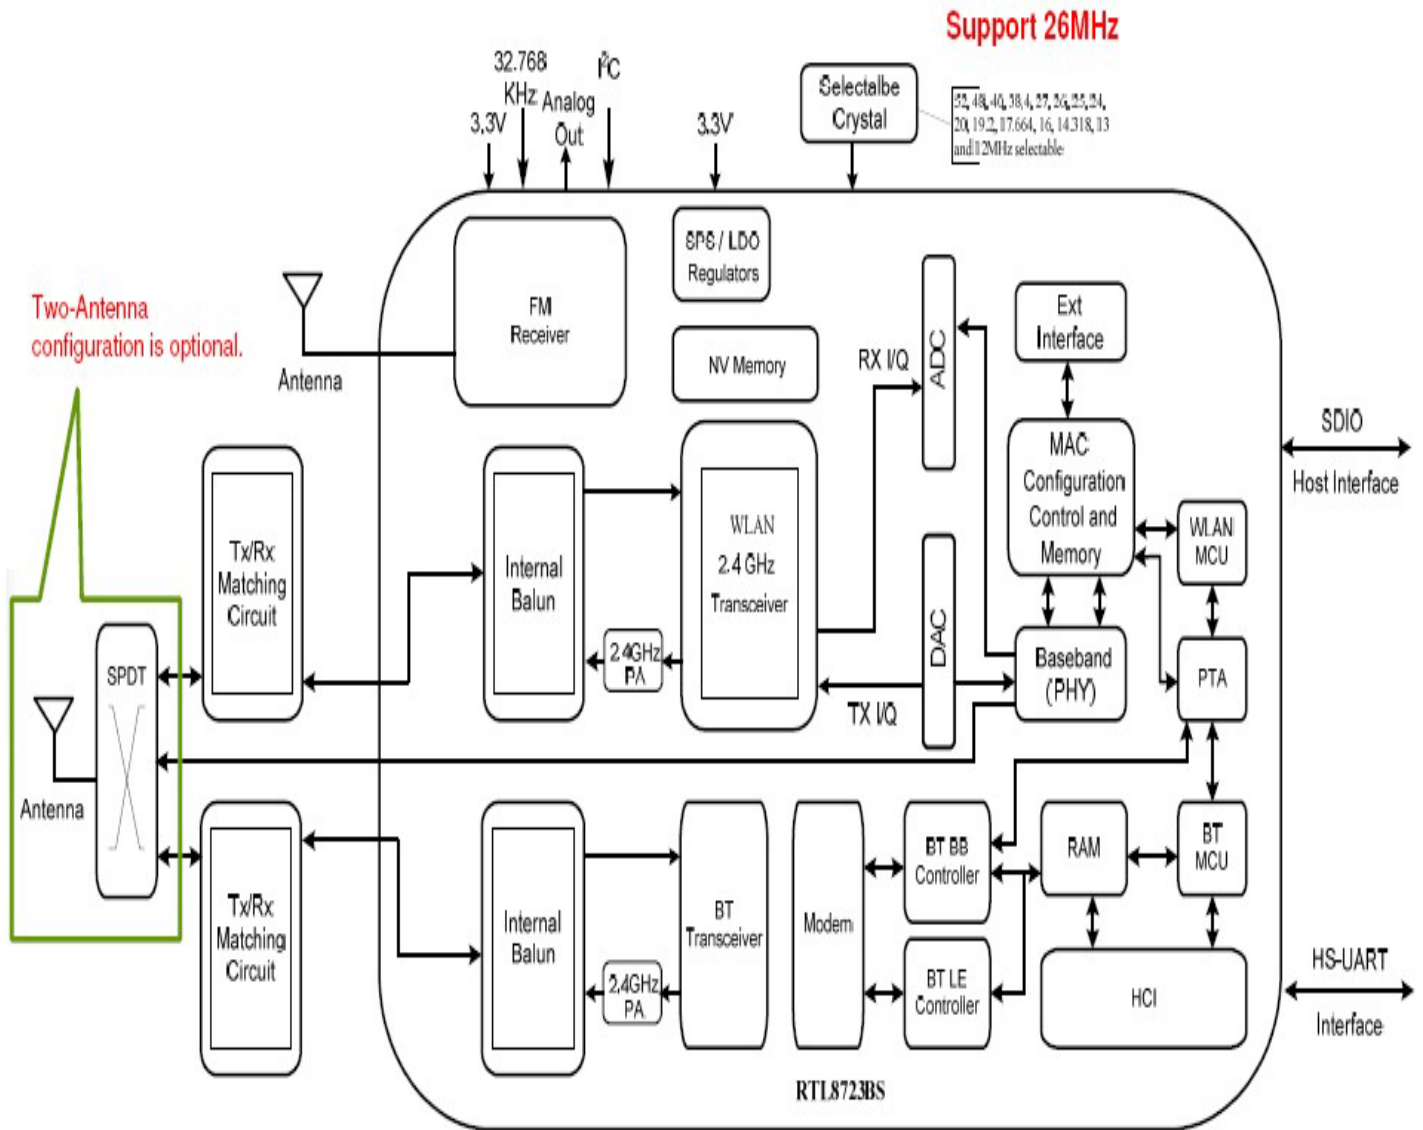 Support 26MHz
32.768
KHz
I²C
3.3V
Analog
Out
3.3V
Selectalbe
Crystal
52, 48, 40, 38.4, 27, 26, 25, 24,
20, 19.2, 17.664, 16, 14.318, 13
and 12MHz selectable
Two-Antenna
configuration is optional.
Antenna
FM
Receiver
SPS / LDO
Regulators
NV Memory
RX I/Q
ADC
Ext
Interface
SDIO
Host Interface
MAC
Configuration
Control and
Memory
WLAN
MCU
Tx/Rx
Matching
Circuit
Internal
Balun
WLAN
2.4 GHz
Transceiver
2.4GHz
PA
DAC
TX I/Q
Baseband
(PHY)
PTA
SPDT
Antenna
Tx/Rx
Matching
Circuit
Internal
Balun
2.4GHz
PA
BT
Transceiver
Modem
BT BB
Controller
BT LE
Controller
RAM
BT
MCU
HCI
HS-UART
Interface
RTL8723BS